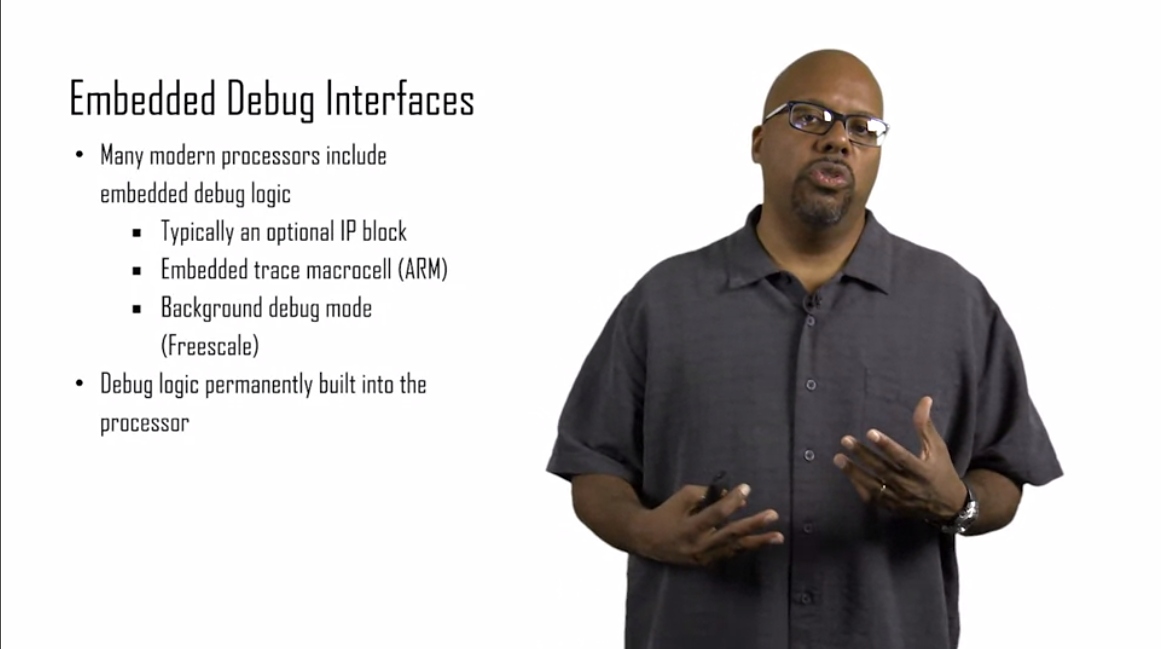 Embedded Debug Interfaces
• Many modern processors include
embedded debug logic
▪ Typically an optional IP block
▪ Embedded trace macrocell (ARM)
▪ Background debug mode
(Freescale)
• Debug logic permanently built into the
processor